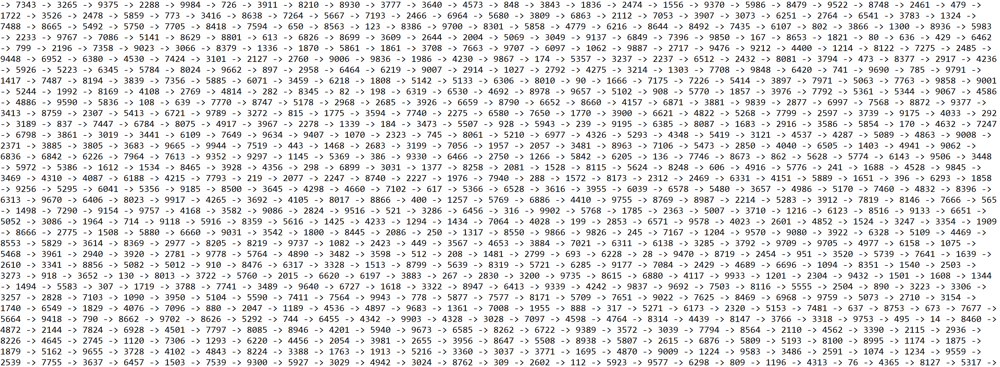 -> 7343 -> 3265 -> 9375 -> 2288 -> 9984 -> 726 -> 3911 -> 8210 -> 8930 -> 3777 -> 3640 -> 4573 -> 848 -> 3843 -> 1836 -> 2474 -> 1556 -> 9370 -> 5986 -> 8479 -> 9522 -> 8748 -> 2461 -> 479 ->
1722 -> 3526 -> 2478 -> 5859 -> 773 -> 3416 -> 8638 -> 7264 -> 5667 -> 7193 -> 2466 -> 6964 -> 5680 -> 3809 -> 6863 -> 2112 -> 7053 -> 3907 -> 3073 -> 6251 -> 2764 -> 6541 -> 3783 -> 1324 ->
7488 -> 8665 -> 5492 -> 5750 -> 7705 -> 8418 -> 7594 -> 650 -> 8563 -> 123 -> 8386 -> 9700 -> 8301 -> 5858 -> 4779 -> 6216 -> 8644 -> 8492 -> 7435 -> 6107 -> 802 -> 3866 -> 1300 -> 8936 -> 5983
-> 2233 -> 9767 -> 7086 -> 5141 -> 8629 -> 8801 -> 613 -> 6826 -> 8699 -> 3609 -> 2644 -> 2004 -> 5069 -> 3049 -> 9137 -> 6849 -> 7396 -> 9850 -> 167 -> 8653 -> 1821 -> 80 -> 636 -> 429 -> 6462
-> 799 -> 2196 -> 7358 -> 9023 -> 3066 -> 8379 -> 1336 -> 1870 -> 5861 -> 1861 -> 3708 -> 7663 -> 9707 -> 6097 -> 1062 -> 9887 -> 2717 -> 9476 -> 9212 -> 4400 -> 1214 -> 8122 -> 7275 -> 2485 ->
9448 -> 6952 -> 6380 -> 4530 -> 7424 -> 3101 -> 2127 -> 2760 -> 9006 -> 9836 -> 1986 -> 4230 -> 9867 -> 174 -> 5357 -> 3237 -> 2237 -> 6512 -> 2432 -> 8081 -> 3794 -> 473 -> 8377 -> 2917 -> 4236
-> 5926 -> 5223 -> 6345 -> 5784 -> 8024 -> 9662 -> 897 -> 2958 -> 6464 -> 6219 -> 9007 -> 2914 -> 1027 -> 2792 -> 4275 -> 3214 -> 1303 -> 7708 -> 9848 -> 6420 -> 741 -> 9690 -> 785 -> 9791 ->
1417 -> 7487 -> 8194 -> 3839 -> 7356 -> 5885 -> 6071 -> 3459 -> 6218 -> 1808 -> 5142 -> 5133 -> 6306 -> 8010 -> 90 -> 1666 -> 7175 -> 7226 -> 5414 -> 3897 -> 7971 -> 5063 -> 7763 -> 9858 -> 9001
-> 5244 -> 1992 -> 8169 -> 4108 -> 2769 -> 4814 -> 282 -> 8345 -> 82 -> 198 -> 6319 -> 6530 -> 4692 -> 8978 -> 9657 -> 5102 -> 908 -> 5770 -> 1857 -> 3976 -> 7792 -> 5361 -> 5344 -> 9067 -> 4586
-> 4886 -> 9590 -> 5836 -> 108 -> 639 -> 7770 -> 8747 -> 5178 -> 2968 -> 2685 -> 3926 -> 6659 -> 8790 -> 6652 -> 8660 -> 4157 -> 6871 -> 3881 -> 9839 -> 2877 -> 6997 -> 7568 -> 8872 -> 9377 ->
3413 -> 8759 -> 2307 -> 5413 -> 6721 -> 9789 -> 3272 -> 815 -> 1775 -> 3594 -> 7740 -> 2275 -> 6580 -> 7650 -> 1770 -> 3900 -> 6621 -> 4822 -> 5268 -> 7799 -> 2597 -> 3739 -> 9175 -> 4033 -> 292
-> 3189 -> 837 -> 7447 -> 6784 -> 8075 -> 4917 -> 3967 -> 2278 -> 1339 -> 184 -> 3473 -> 5507 -> 928 -> 5943 -> 239 -> 9195 -> 6385 -> 8087 -> 1683 -> 2916 -> 3586 -> 5854 -> 170 -> 4632 -> 7247
-> 6798 -> 3861 -> 3019 -> 3441 -> 6109 -> 7649 -> 9634 -> 9407 -> 1070 -> 2323 -> 745 -> 8061 -> 5210 -> 6977 -> 4326 -> 5293 -> 4348 -> 5419 -> 3121 -> 4537 -> 4287 -> 5089 -> 4863 -> 9008 ->
2371 -> 3885 -> 3805 -> 3683 -> 9665 -> 9944 -> 7519 -> 443 -> 1468 -> 2683 -> 3199 -> 7056 -> 1957 -> 2057 -> 3481 -> 8963 -> 7106 -> 5473 -> 2850 -> 4040 -> 6505 -> 1403 -> 4941 -> 9062 ->
6836 -> 6842 -> 6226 -> 7964 -> 7613 -> 9352 -> 9297 -> 1145 -> 5369 -> 386 -> 9330 -> 6466 -> 2750 -> 1266 -> 5842 -> 6205 -> 136 -> 7746 -> 8673 -> 862 -> 5628 -> 5774 -> 6143 -> 9506 -> 3448
-> 5972 -> 5386 -> 1612 -> 1534 -> 8465 -> 3928 -> 4356 -> 298 -> 6899 -> 3031 -> 1377 -> 8258 -> 2081 -> 1528 -> 8115 -> 5624 -> 8248 -> 606 -> 4916 -> 5776 -> 241 -> 1688 -> 4528 -> 9845 ->
3469 -> 4310 -> 4087 -> 6188 -> 4215 -> 7793 -> 219 -> 2077 -> 2247 -> 8740 -> 2227 -> 1976 -> 7940 -> 288 -> 1572 -> 8173 -> 2312 -> 2469 -> 6331 -> 4151 -> 5889 -> 1651 -> 396 -> 6293 -> 1858
-> 9256 -> 5295 -> 6041 -> 5356 -> 9185 -> 8500 -> 3645 -> 4298 -> 4660 -> 7102 -> 617 -> 5366 -> 6528 -> 3616 -> 3955 -> 6039 -> 6578 -> 5480 -> 3657 -> 4986 -> 5170 -> 7460 -> 4832 -> 8396 ->
6313 -> 9670 -> 6406 -> 8023 -> 9917 -> 4265 -> 3692 -> 4105 -> 8017 -> 8866 -> 400 -> 1257 -> 5769 -> 6886 -> 4410 -> 9755 -> 8769 -> 8987 -> 2214 -> 5283 -> 3912 -> 7819 -> 8146 -> 7666 -> 565
-> 1498 -> 7290 -> 9154 -> 9757 -> 4168 -> 3582 -> 9086 -> 2824 -> 9516 -> 521 -> 3286 -> 6456 -> 316 -> 9902 -> 5768 -> 1785 -> 2363 -> 5007 -> 3710 -> 1216 -> 6123 -> 8516 -> 9133 -> 6651 ->
5052 -> 3086 -> 1964 -> 714 -> 9118 -> 5916 -> 8359 -> 5616 -> 1425 -> 4233 -> 1294 -> 1434 -> 7064 -> 4028 -> 199 -> 2853 -> 6571 -> 9578 -> 4023 -> 2601 -> 4852 -> 1524 -> 3247 -> 3354 -> 1909
-> 8666 -> 2775 -> 1508 -> 5880 -> 6660 -> 9031 -> 3542 -> 1800 -> 8445 -> 2086 -> 250 -> 1317 -> 8550 -> 9866 -> 9826 -> 245 -> 7167 -> 1204 -> 9570 -> 9080 -> 3922 -> 6328 -> 5109 -> 4469 ->
8553 -> 5829 -> 3614 -> 8369 -> 2977 -> 8205 -> 8219 -> 9737 -> 1082 -> 2423 -> 449 -> 3567 -> 4653 -> 3884 -> 7021 -> 6311 -> 6138 -> 3285 -> 3792 -> 9709 -> 9705 -> 4977 -> 6158 -> 1075 ->
5468 -> 3961 -> 2940 -> 3920 -> 2781 -> 9778 -> 5764 -> 4890 -> 3482 -> 3598 -> 512 -> 208 -> 1481 -> 2799 -> 693 -> 6228 -> 28 -> 9470 -> 8719 -> 2454 -> 951 -> 3520 -> 5739 -> 7641 -> 1639 ->
2610 -> 3341 -> 8856 -> 5082 -> 5012 -> 910 -> 8476 -> 6317 -> 3328 -> 1513 -> 8799 -> 5639 -> 8319 -> 5721 -> 6285 -> 9177 -> 7084 -> 2429 -> 4689 -> 6696 -> 1094 -> 8351 -> 1540 -> 2503 ->
3273 -> 918 -> 3652 -> 130 -> 8013 -> 3722 -> 5760 -> 2015 -> 6620 -> 6197 -> 3883 -> 267 -> 2830 -> 3200 -> 9735 -> 8615 -> 6880 -> 4117 -> 9933 -> 1201 -> 2304 -> 9432 -> 1501 -> 1608 -> 1344
-> 1494 -> 5583 -> 307 -> 1719 -> 3788 -> 7741 -> 3489 -> 9640 -> 6727 -> 1618 -> 3322 -> 8947 -> 6413 -> 9339 -> 4242 -> 9837 -> 9692 -> 7503 -> 8116 -> 5555 -> 2504 -> 890 -> 3223 -> 3306 ->
3257 -> 2828 -> 7103 -> 1090 -> 3950 -> 5104 -> 5590 -> 7411 -> 7564 -> 9943 -> 778 -> 5877 -> 7577 -> 8171 -> 5709 -> 7651 -> 9022 -> 7625 -> 8469 -> 6968 -> 9759 -> 5073 -> 2710 -> 3154 ->
1740 -> 6549 -> 1829 -> 4076 -> 7096 -> 880 -> 2047 -> 1189 -> 4536 -> 4897 -> 9683 -> 1361 -> 7008 -> 1955 -> 888 -> 317 -> 5271 -> 6173 -> 2320 -> 5153 -> 7481 -> 637 -> 8753 -> 673 -> 7677 ->
5664 -> 9418 -> 790 -> 8662 -> 9702 -> 8626 -> 5292 -> 744 -> 6455 -> 4342 -> 9903 -> 4328 -> 3028 -> 7097 -> 4598 -> 4764 -> 8314 -> 4439 -> 8147 -> 3766 -> 3318 -> 9753 -> 495 -> 14 -> 8460 ->
4872 -> 2144 -> 7824 -> 6928 -> 4501 -> 7797 -> 8085 -> 8946 -> 4201 -> 5940 -> 9673 -> 6585 -> 8262 -> 6722 -> 9389 -> 3572 -> 3039 -> 7794 -> 8564 -> 2110 -> 4562 -> 3390 -> 2115 -> 2936 ->
8226 -> 4645 -> 2745 -> 1120 -> 7306 -> 1293 -> 6220 -> 4456 -> 2054 -> 3981 -> 2655 -> 3956 -> 8647 -> 5508 -> 8938 -> 5807 -> 2615 -> 6876 -> 5809 -> 5193 -> 8100 -> 8995 -> 1174 -> 1875 ->
1879 -> 5162 -> 9655 -> 3728 -> 4102 -> 4843 -> 8224 -> 3388 -> 1763 -> 1913 -> 5216 -> 3360 -> 3037 -> 3771 -> 1695 -> 4870 -> 9009 -> 1224 -> 9583 -> 3486 -> 2591 -> 1074 -> 1234 -> 9559 ->
2539 -> 7755 -> 3637 -> 6457 -> 1503 -> 7539 -> 9300 -> 5927 -> 3029 -> 4942 -> 3024 -> 8762 -> 309 -> 2602 -> 112 -> 5923 -> 9577 -> 6298 -> 809 -> 1196 -> 4313 -> 76 -> 4365 -> 8127 -> 5317 ->